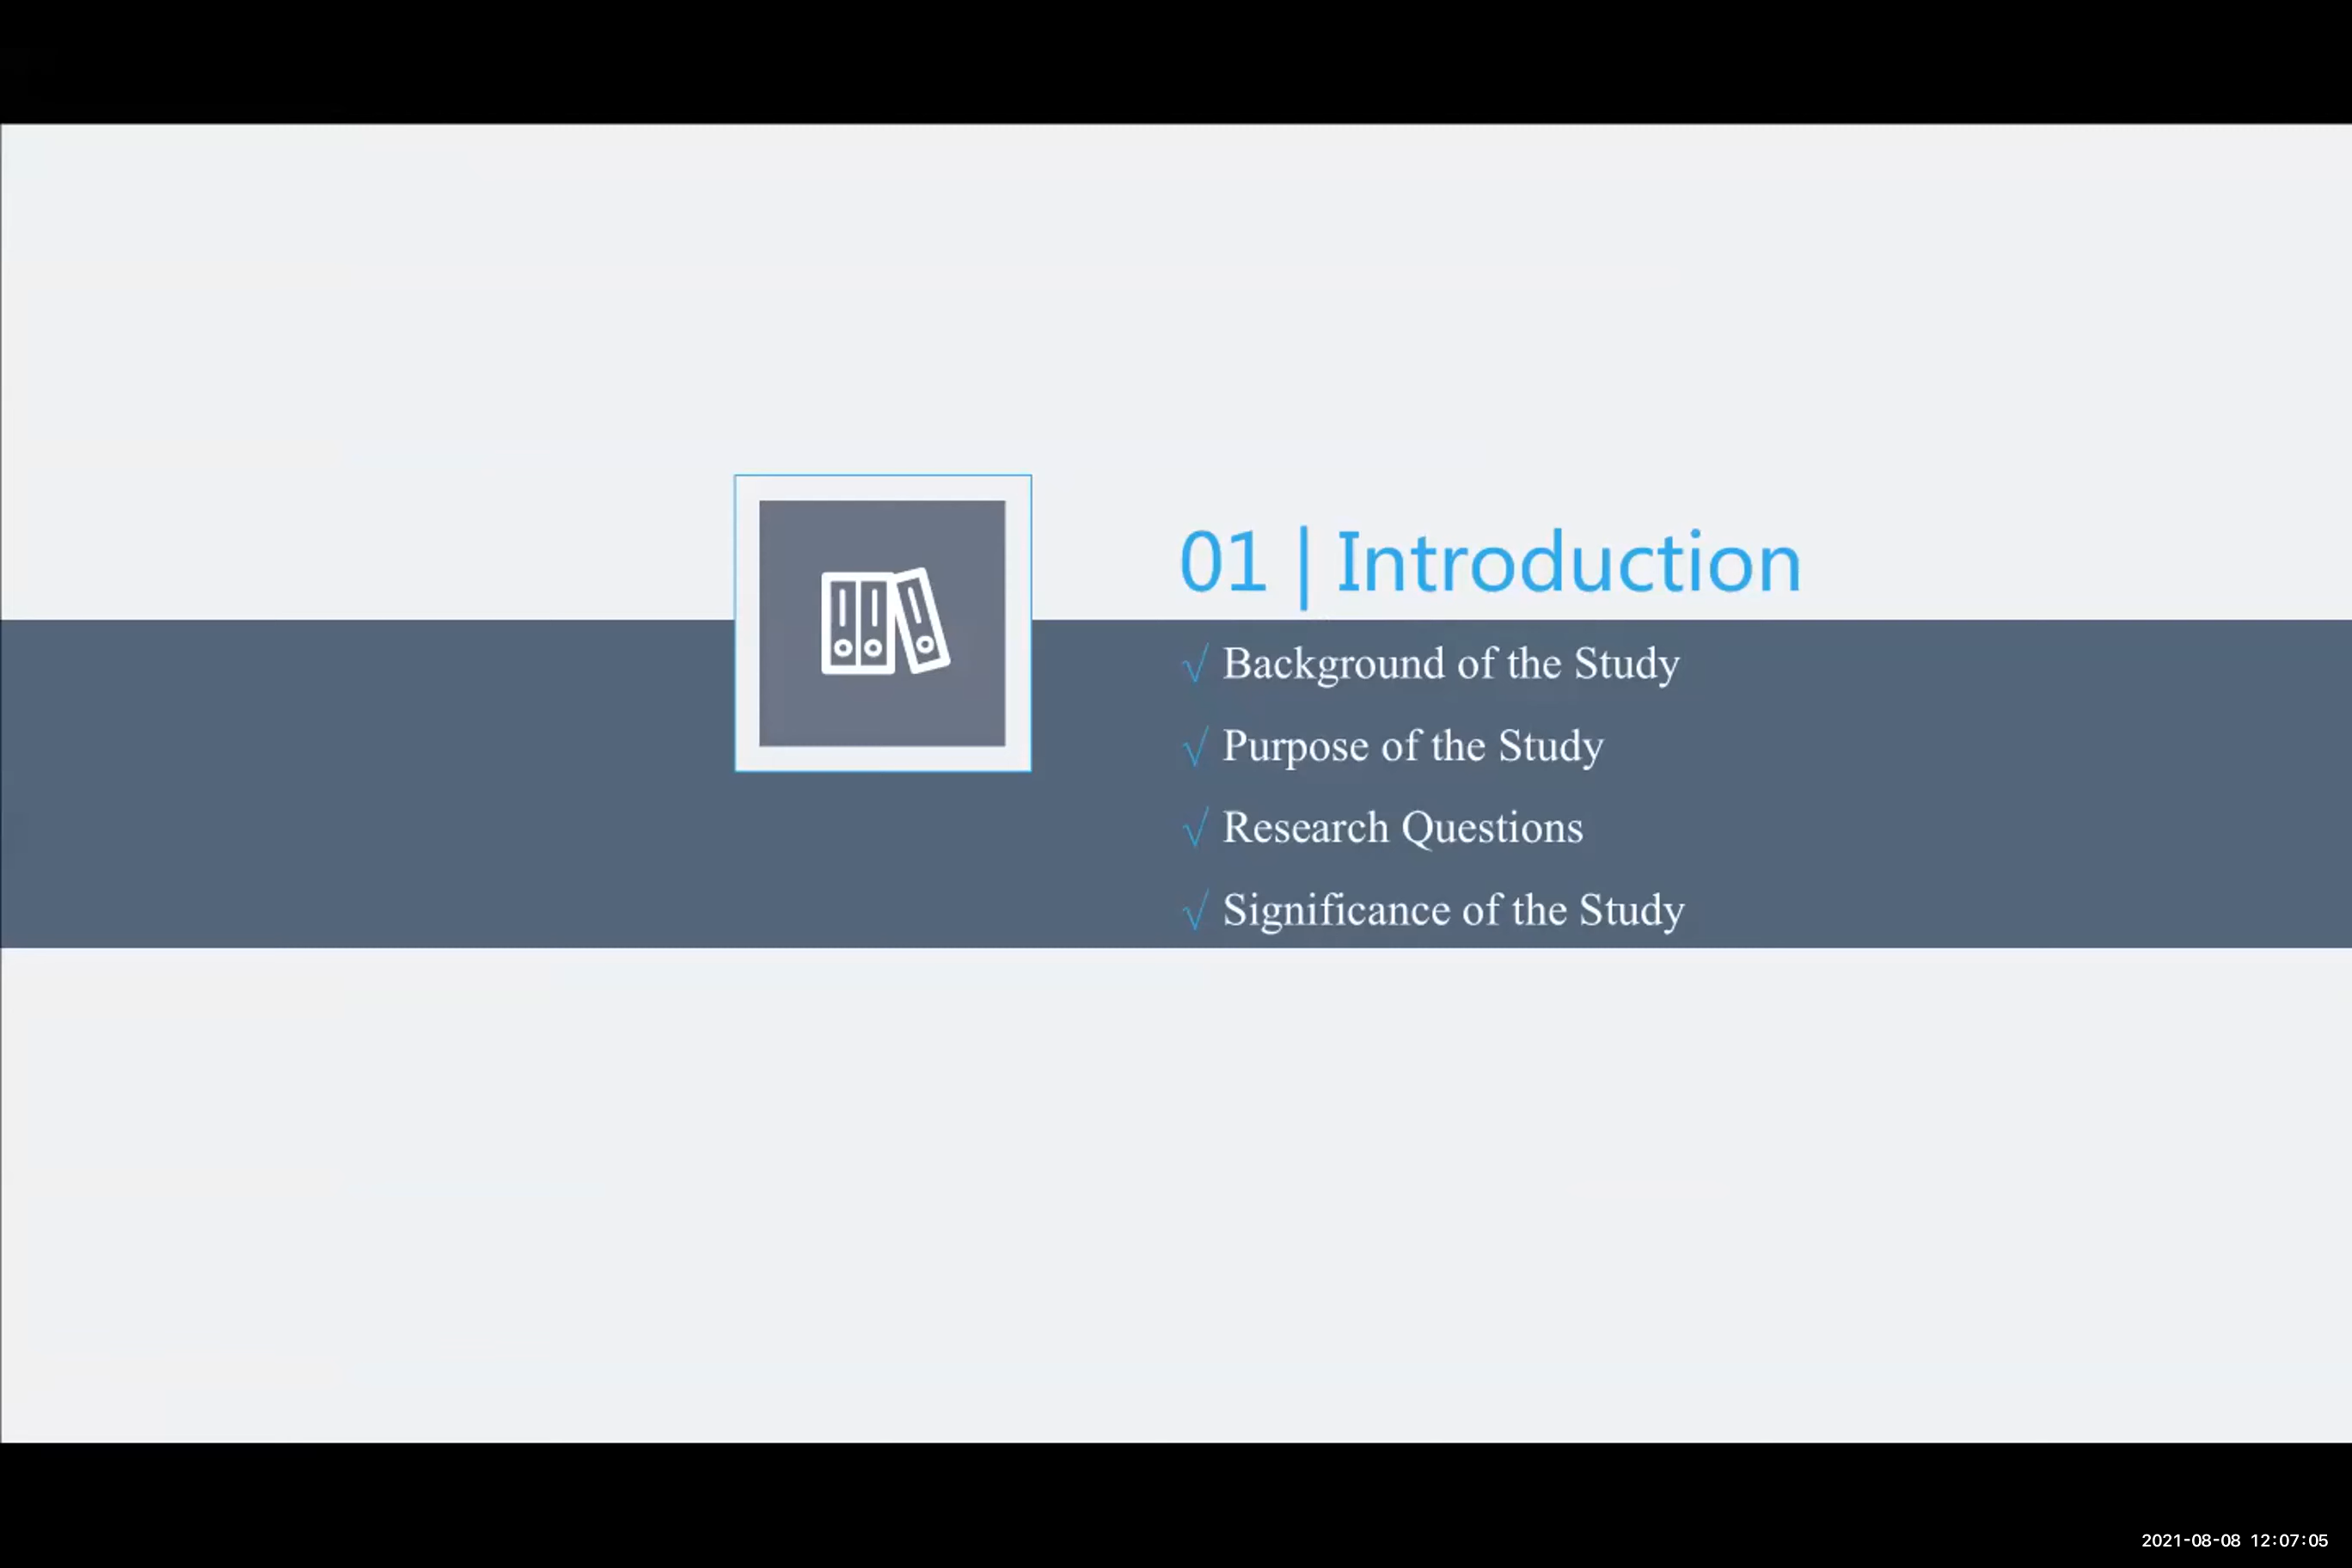 01 | Introduction
√ Background of the Study
√ Purpose of the Study
√ Research Questions
√ Significance of the Study
2021-08-08 12:07:05